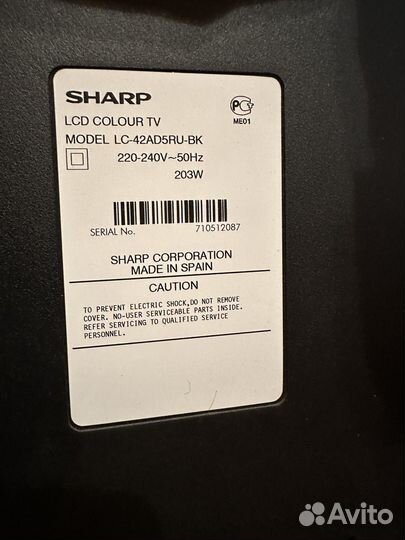 SHARP
LCD COLOUR TV
MODEL LC-42AD5RU-BK
220-240V~50Hz
203W
PC
ME01
SERIAL No. 710512087
SHARP CORPORATION
MADE IN SPAIN
CAUTION
TO PREVENT ELECTRIC SHOCK,DO NOT REMOVE
COVER. NO-USER SERVICEABLE PARTS INSIDE.
REFER SERVICING TO QUALIFIED SERVICE
PERSONNEL.
Avito